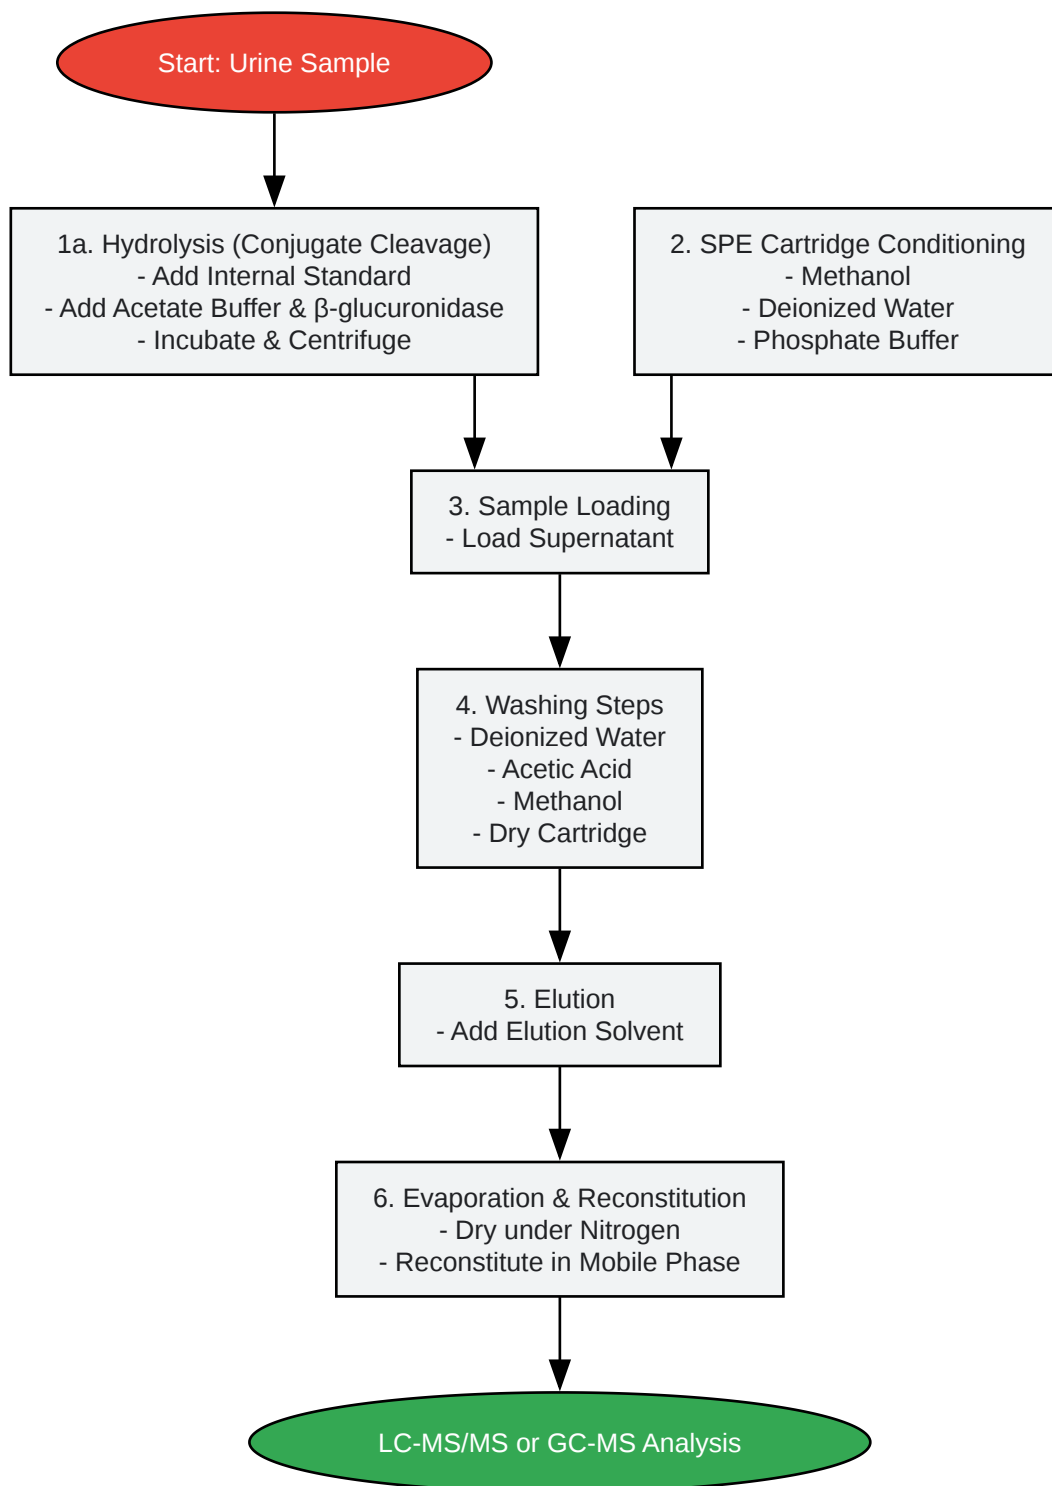 Start: Urine Sample
1a. Hydrolysis (Conjugate Cleavage)
- Add Internal Standard
- Add Acetate Buffer & β-glucuronidase
- Incubate & Centrifuge
2. SPE Cartridge Conditioning
- Methanol
- Deionized Water
- Phosphate Buffer
3. Sample Loading
- Load Supernatant
4. Washing Steps
- Deionized Water
- Acetic Acid
- Methanol
- Dry Cartridge
5. Elution
- Add Elution Solvent
6. Evaporation & Reconstitution
- Dry under Nitrogen
- Reconstitute in Mobile Phase
LC-MS/MS or GC-MS Analysis